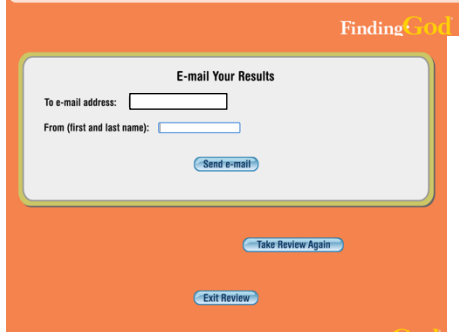 FindingGod
E-mail Your Results
To e-mail address:
From (first and last name):
Send e-mail
Take Review Again
Exit Review